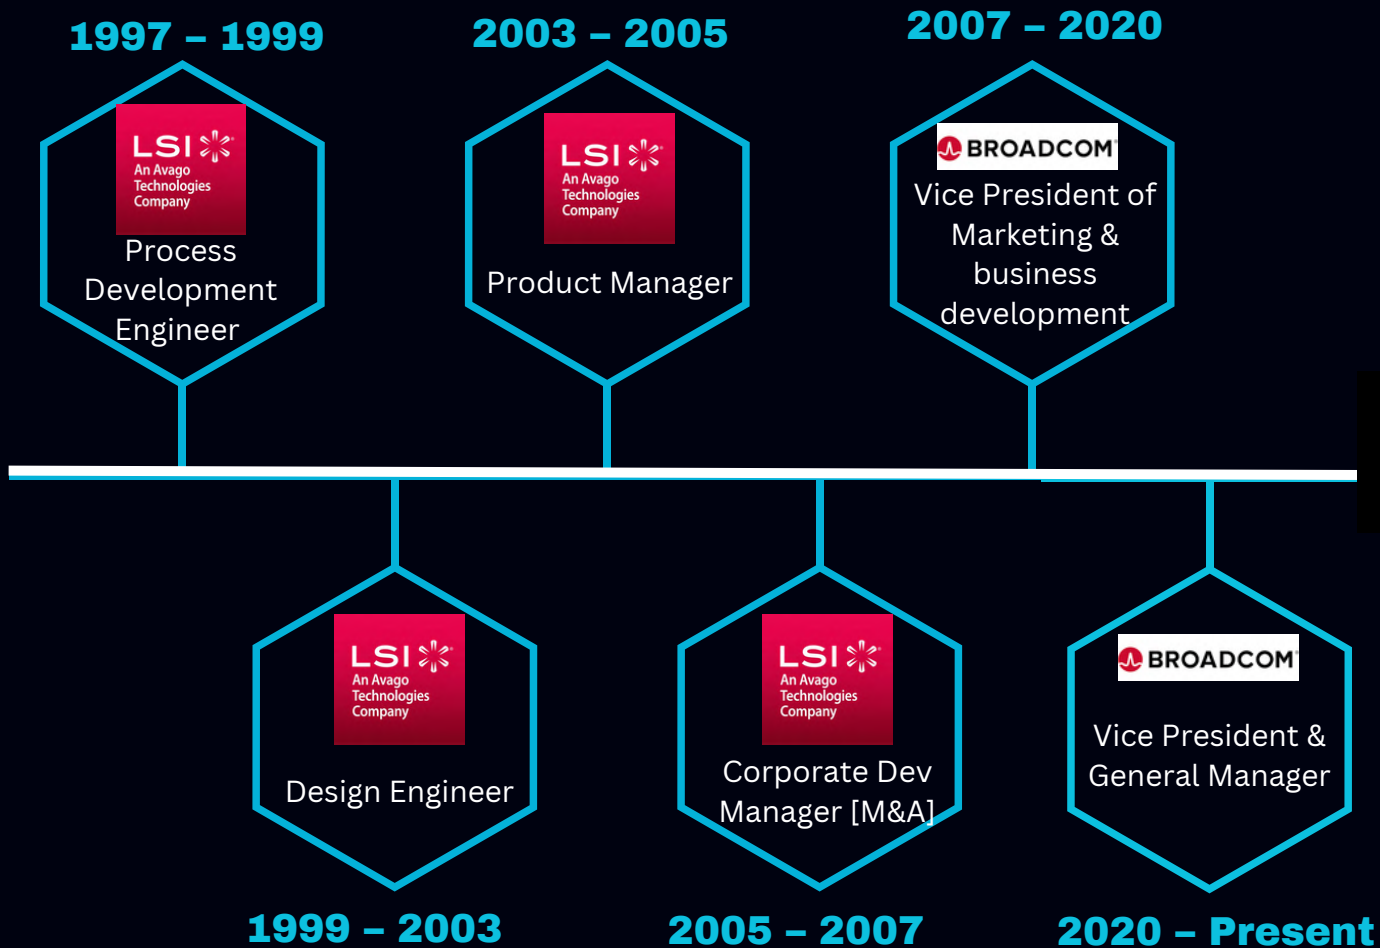 1997 – 1999
LSI
An Avago
Technologies
Company
Process
Development
Engineer
2003 – 2005
LSI
An Avago
Technologies
Company
Product Manager
2007 – 2020
BROADCOM
Vice President of
Marketing &
business
development
LSI
An Avago
Technologies
Company
Design Engineer
1999 – 2003
LSI
An Avago
Technologies
Company
Corporate Dev
Manager [M&A]
2005 – 2007
BROADCOM
Vice President &
General Manager
2020 – Present